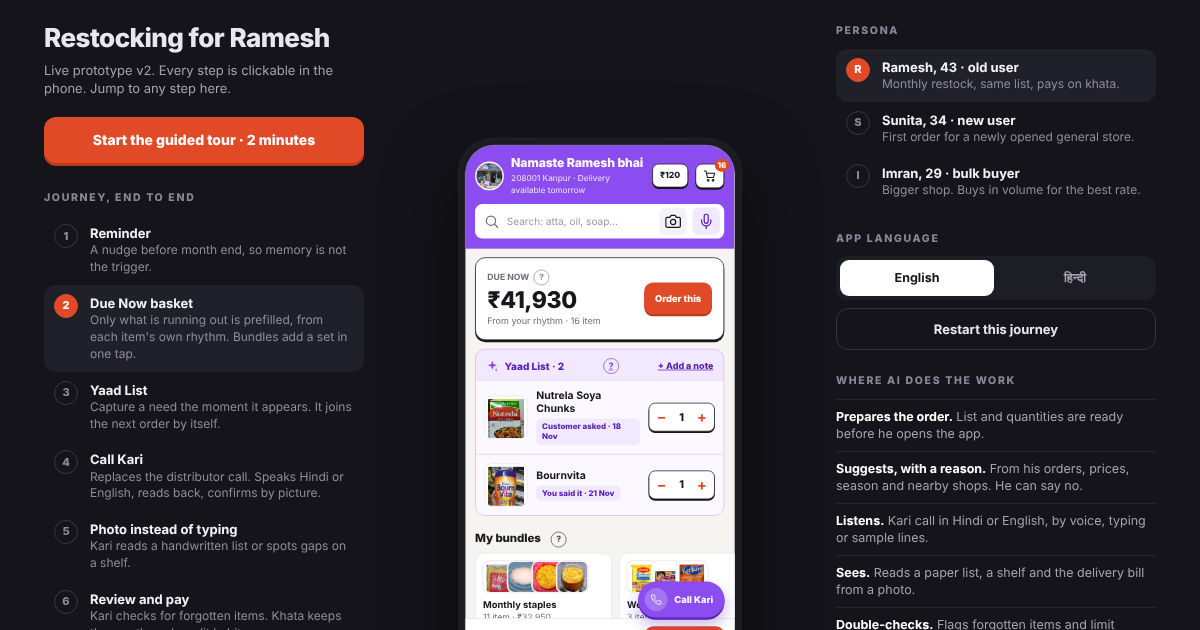 Restocking for Ramesh
Live prototype v2. Every step is clickable in the
phone. Jump to any step here.
Start the guided tour · 2 minutes
JOURNEY, END TO END
1
Reminder
A nudge before month end, so memory is not
the trigger.
2
Due Now basket
Only what is running out is prefilled, from
each item's own rhythm. Bundles add a set in
one tap.
3
Yaad List
Capture a need the moment it appears. It joins
the next order by itself.
4
Call Kari
Replaces the distributor call. Speaks Hindi or
English, reads back, confirms by picture.
5
Photo instead of typing
Kari reads a handwritten list or spots gaps on
a shelf.
6
Review and pay
Kari checks for forgotten items. Khata keeps
Namaste Ramesh bhai
208001 Kanpur · Delivery
available tomorrow
₹120
16
Search: atta, oil, soap...
DUE NOW ?
₹41,930
From your rhythm · 16 item
Order this
Yaad List · 2
?
+ Add a note
Nutrela
Nutrela Soya
Chunks
Customer asked · 18
Nov
− 1 +
Bourn
Vita
Bournvita
You said it · 21 Nov
− 1 +
My bundles ?
Monthly staples
11 item · ₹32,950
Call Kari
PERSONA
R
Ramesh, 43 · old user
Monthly restock, same list, pays on khata.
S
Sunita, 34 · new user
First order for a newly opened general store.
I
Imran, 29 · bulk buyer
Bigger shop. Buys in volume for the best rate.
APP LANGUAGE
English
हिन्दी
Restart this journey
WHERE AI DOES THE WORK
Prepares the order. List and quantities are ready
before he opens the app.
Suggests, with a reason. From his orders, prices,
season and nearby shops. He can say no.
Listens. Kari call in Hindi or English, by voice, typing
or sample lines.
Sees. Reads a paper list, a shelf and the delivery bill
from a photo.
Double-checks. Flags forgotten items and limit